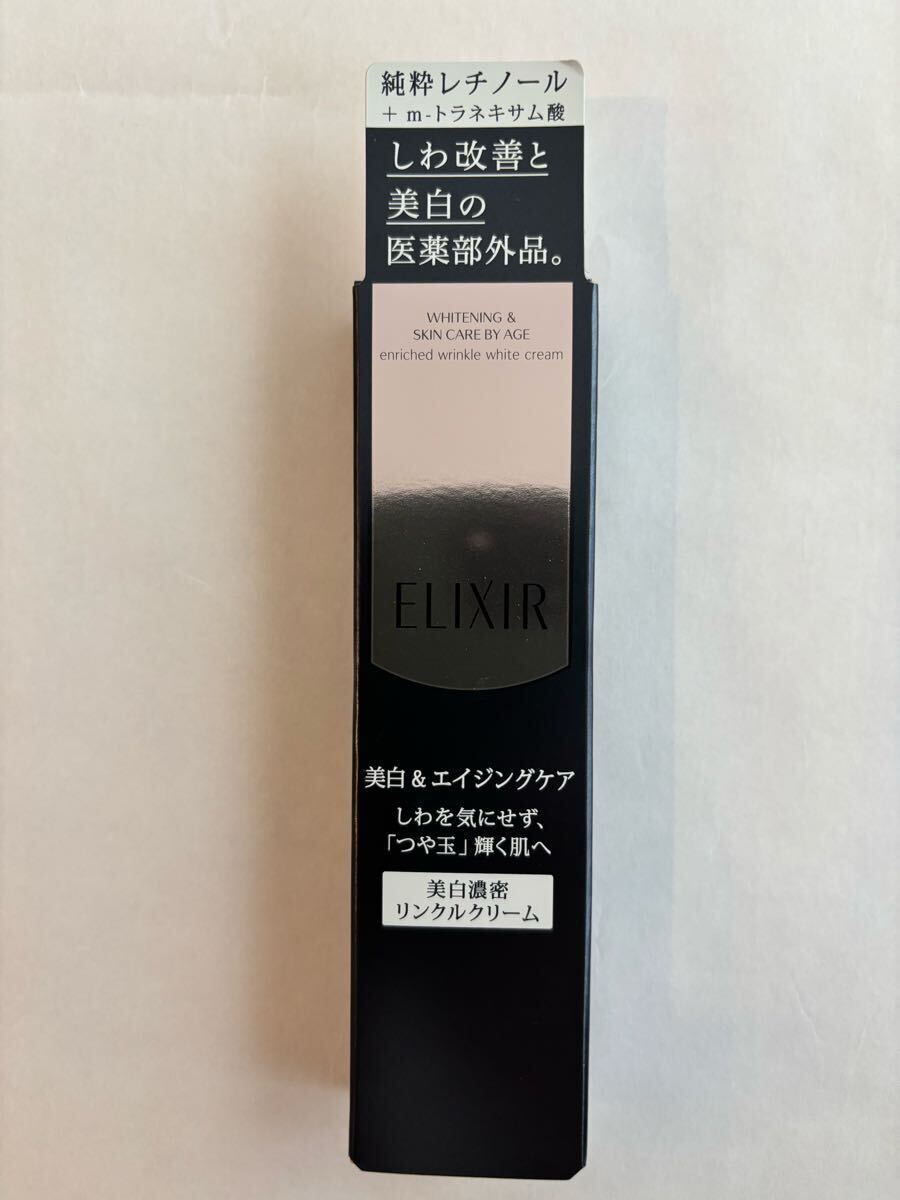 純粋レチノール
+ m-トラネキサム酸
しわ改善と
美白の
医薬部外品。
WHITENING &
SKIN CARE BY AGE
enriched wrinkle white cream
ELIXIR
美白&エイジングケア
しわを気にせず、
「つや玉」輝く肌へ
美白濃密
リンクルクリーム